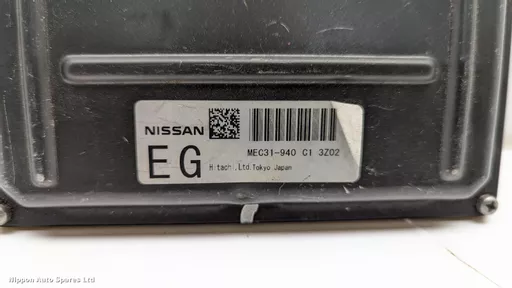 NISSAN
MEC31-940 C1 3Z02
EG
Hitachi,Ltd.Tokyo Japan
Nippon Auto Spares Ltd